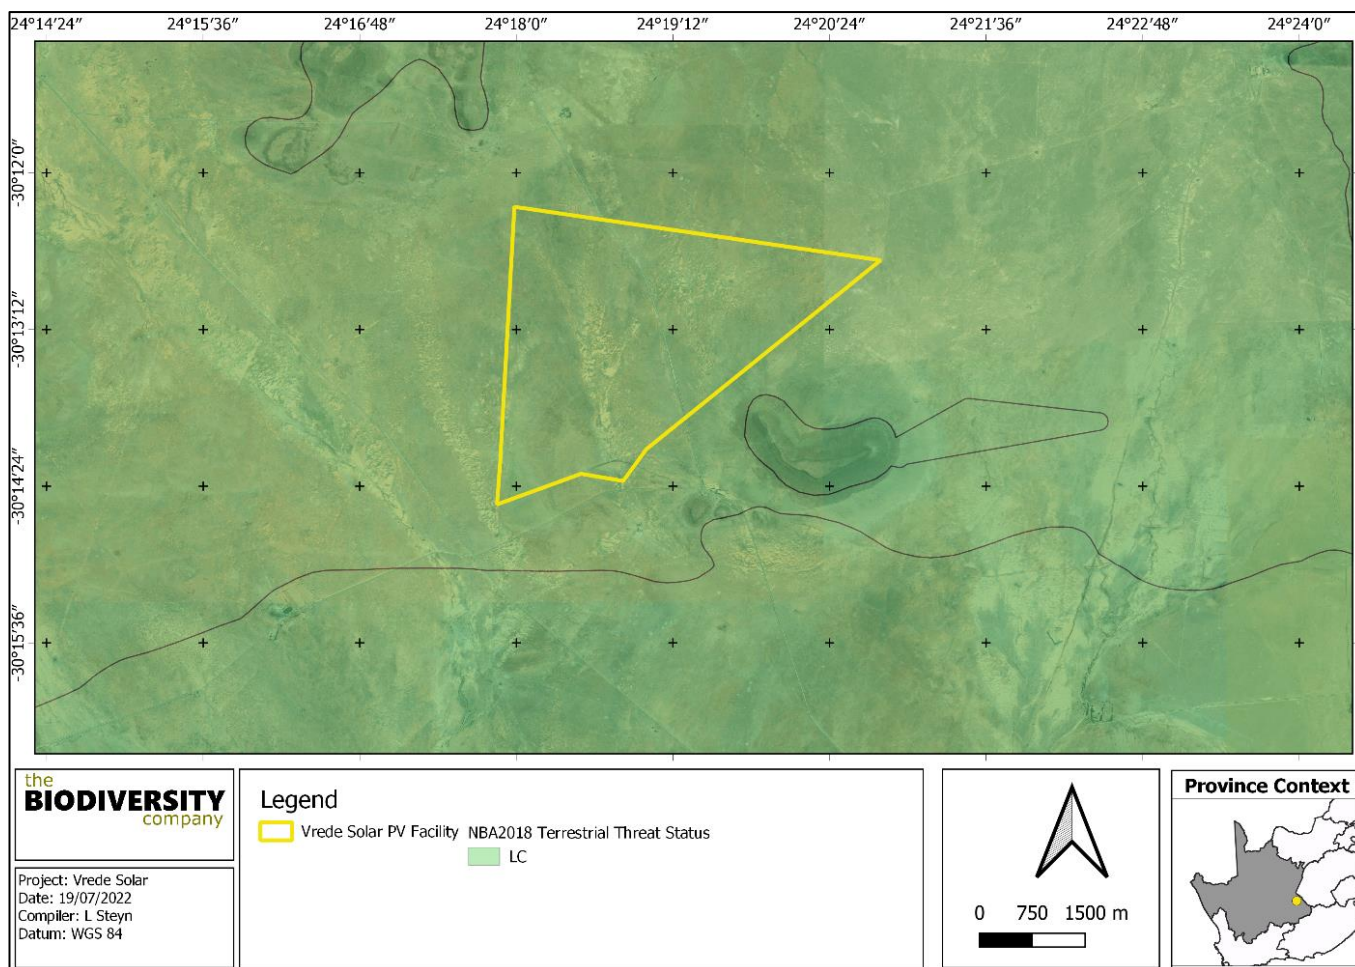 24°14'24" 24°15'36" 24°16'48" 24°18'0" 24°19'12" 24°20'24" 24°21'36" 24°22'48" 24°24'0"
-30°12'0"
-30°13'12"
-30°14'24"
-30°15'36"
the
BIODIVERSITY
company
Project: Vrede Solar
Date: 19/07/2022
Compiler: L Steyn
Datum: WGS 84
Legend
Vrede Solar PV Facility NBA2018 Terrestrial Threat Status
LC
0 750 1500 m
Province Context